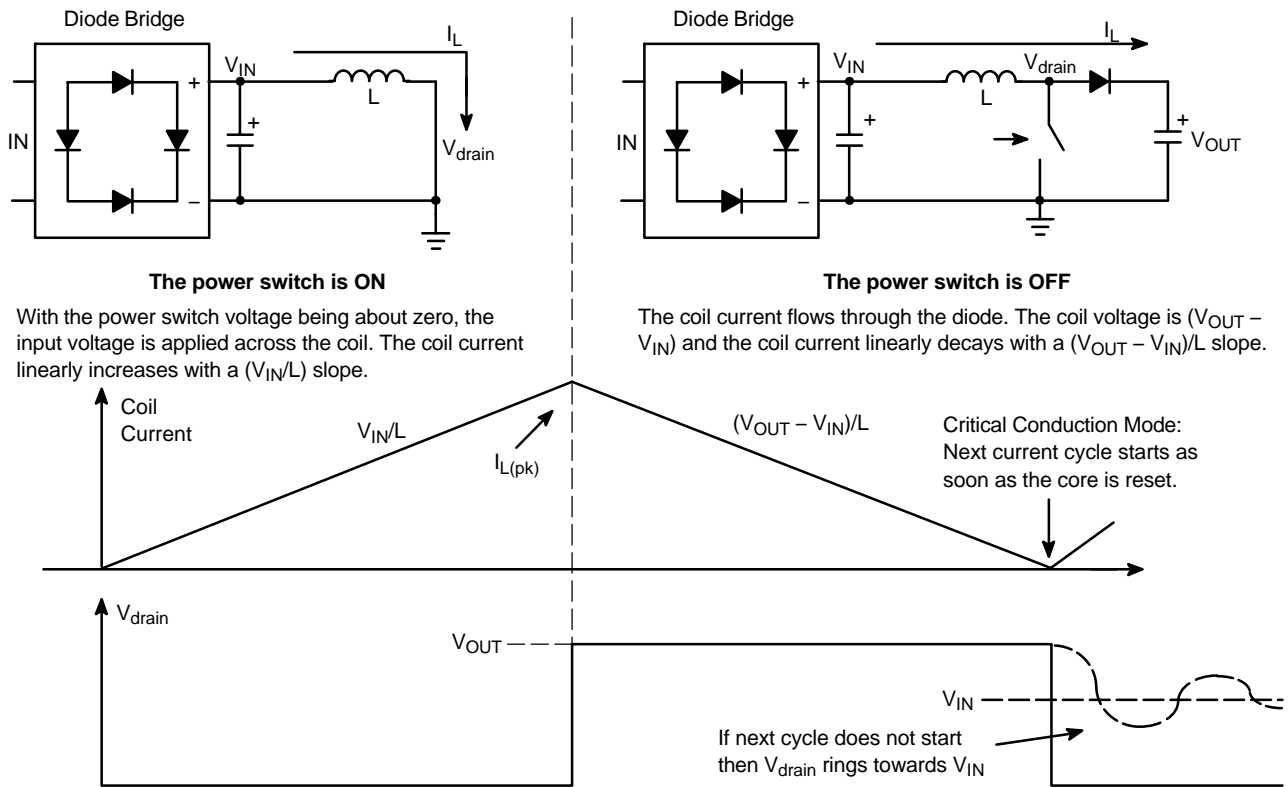 Diode Bridge
IN
+
–
V_IN
+
L
I_L
V_drain
Diode Bridge
IN
+
–
V_IN
+
L
I_L
V_drain
+
V_OUT
The power switch is ON
With the power switch voltage being about zero, the
input voltage is applied across the coil. The coil current
linearly increases with a (V_IN/L) slope.
The power switch is OFF
The coil current flows through the diode. The coil voltage is (V_OUT –
V_IN) and the coil current linearly decays with a (V_OUT – V_IN)/L slope.
Coil
Current
V_IN/L
I_L(pk)
(V_OUT – V_IN)/L
Critical Conduction Mode:
Next current cycle starts as
soon as the core is reset.
V_drain
V_OUT
V_IN
If next cycle does not start
then V_drain rings towards V_IN